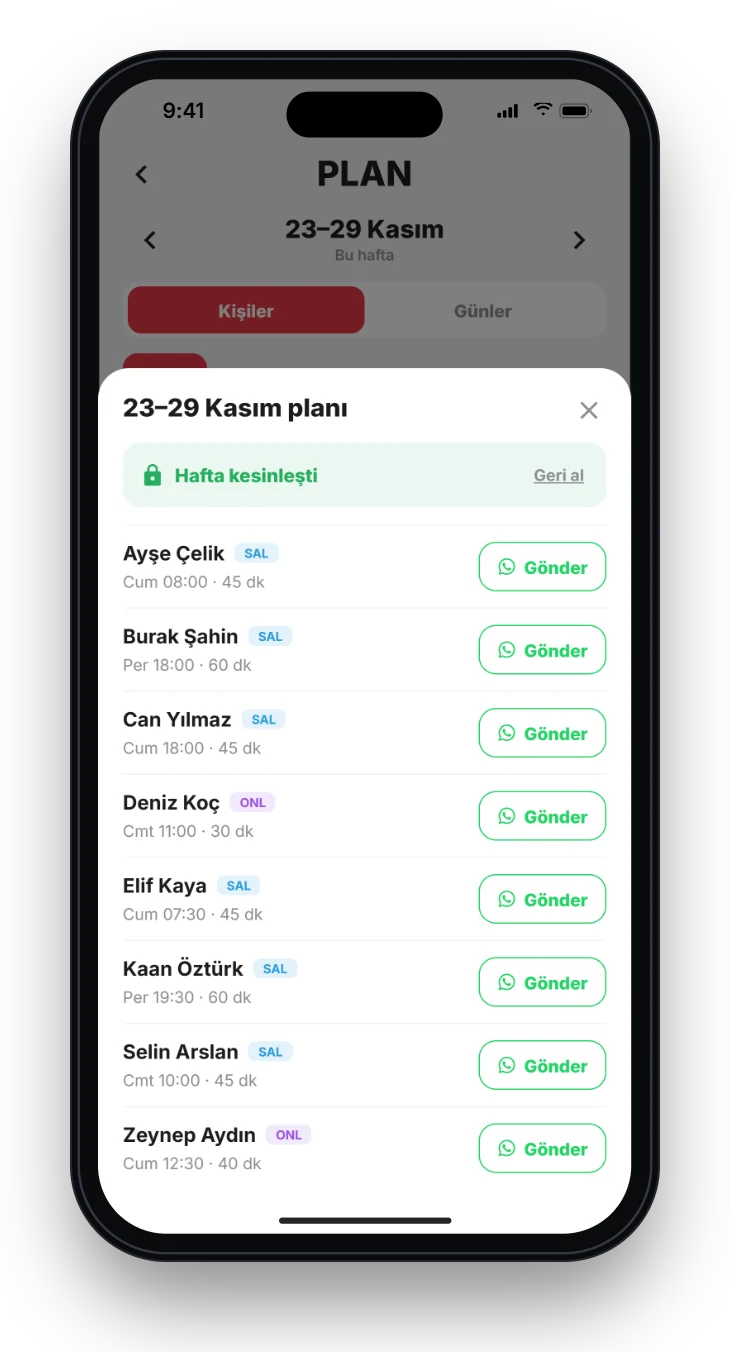 9:41
PLAN
23–29 Kasım
Bu hafta
Kişiler
Günler
23–29 Kasım planı
Hafta kesinleşti
Geri al
Ayşe Çelik SAL
Cum 08:00 · 45 dk
Gönder
Burak Şahin SAL
Per 18:00 · 60 dk
Gönder
Can Yılmaz SAL
Cum 18:00 · 45 dk
Gönder
Deniz Koç ONL
Cmt 11:00 · 30 dk
Gönder
Elif Kaya SAL
Cum 07:30 · 45 dk
Gönder
Kaan Öztürk SAL
Per 19:30 · 60 dk
Gönder
Selin Arslan SAL
Cmt 10:00 · 45 dk
Gönder
Zeynep Aydın ONL
Cum 12:30 · 40 dk
Gönder